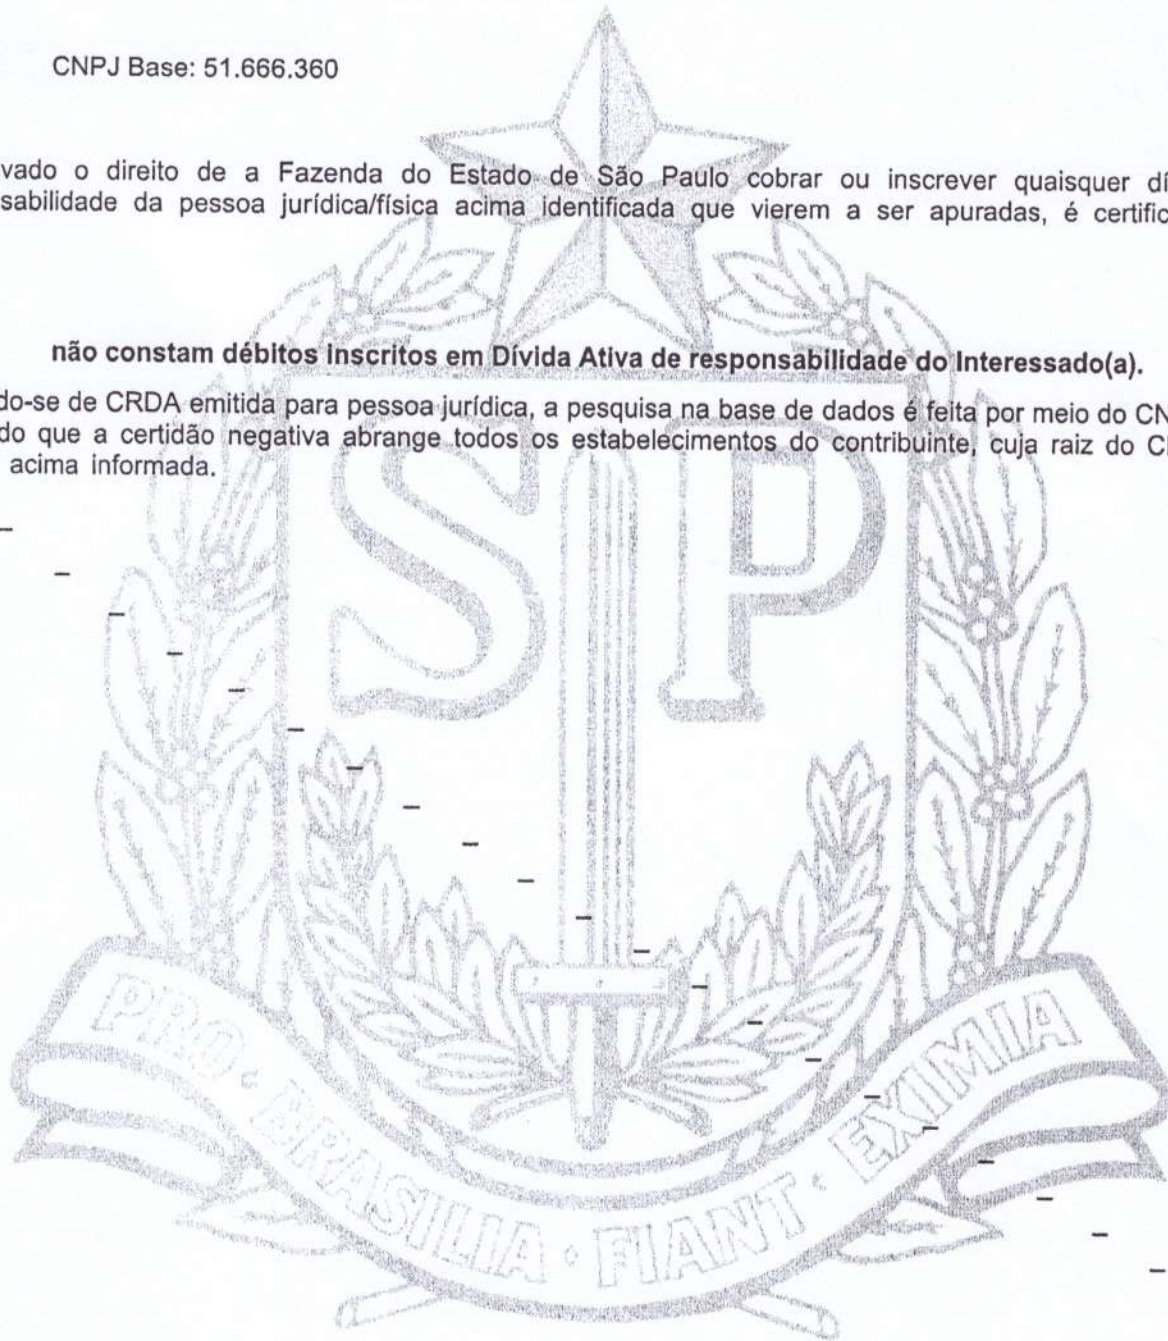 CNPJ Base: 51.666.360
vado o direito de a Fazenda do Estado de São Paulo cobrar ou inscrever quaisquer dí
sabilidade da pessoa jurídica/física acima identificada que vierem a ser apuradas, é certific
não constam débitos inscritos em Dívida Ativa de responsabilidade do Interessado(a).
do-se de CRDA emitida para pessoa jurídica, a pesquisa na base de dados é feita por meio do CN
do que a certidão negativa abrange todos os estabelecimentos do contribuinte, cuja raiz do C
acima informada.
S P
PRO • BRASILIA • FIANT • EXIMIA